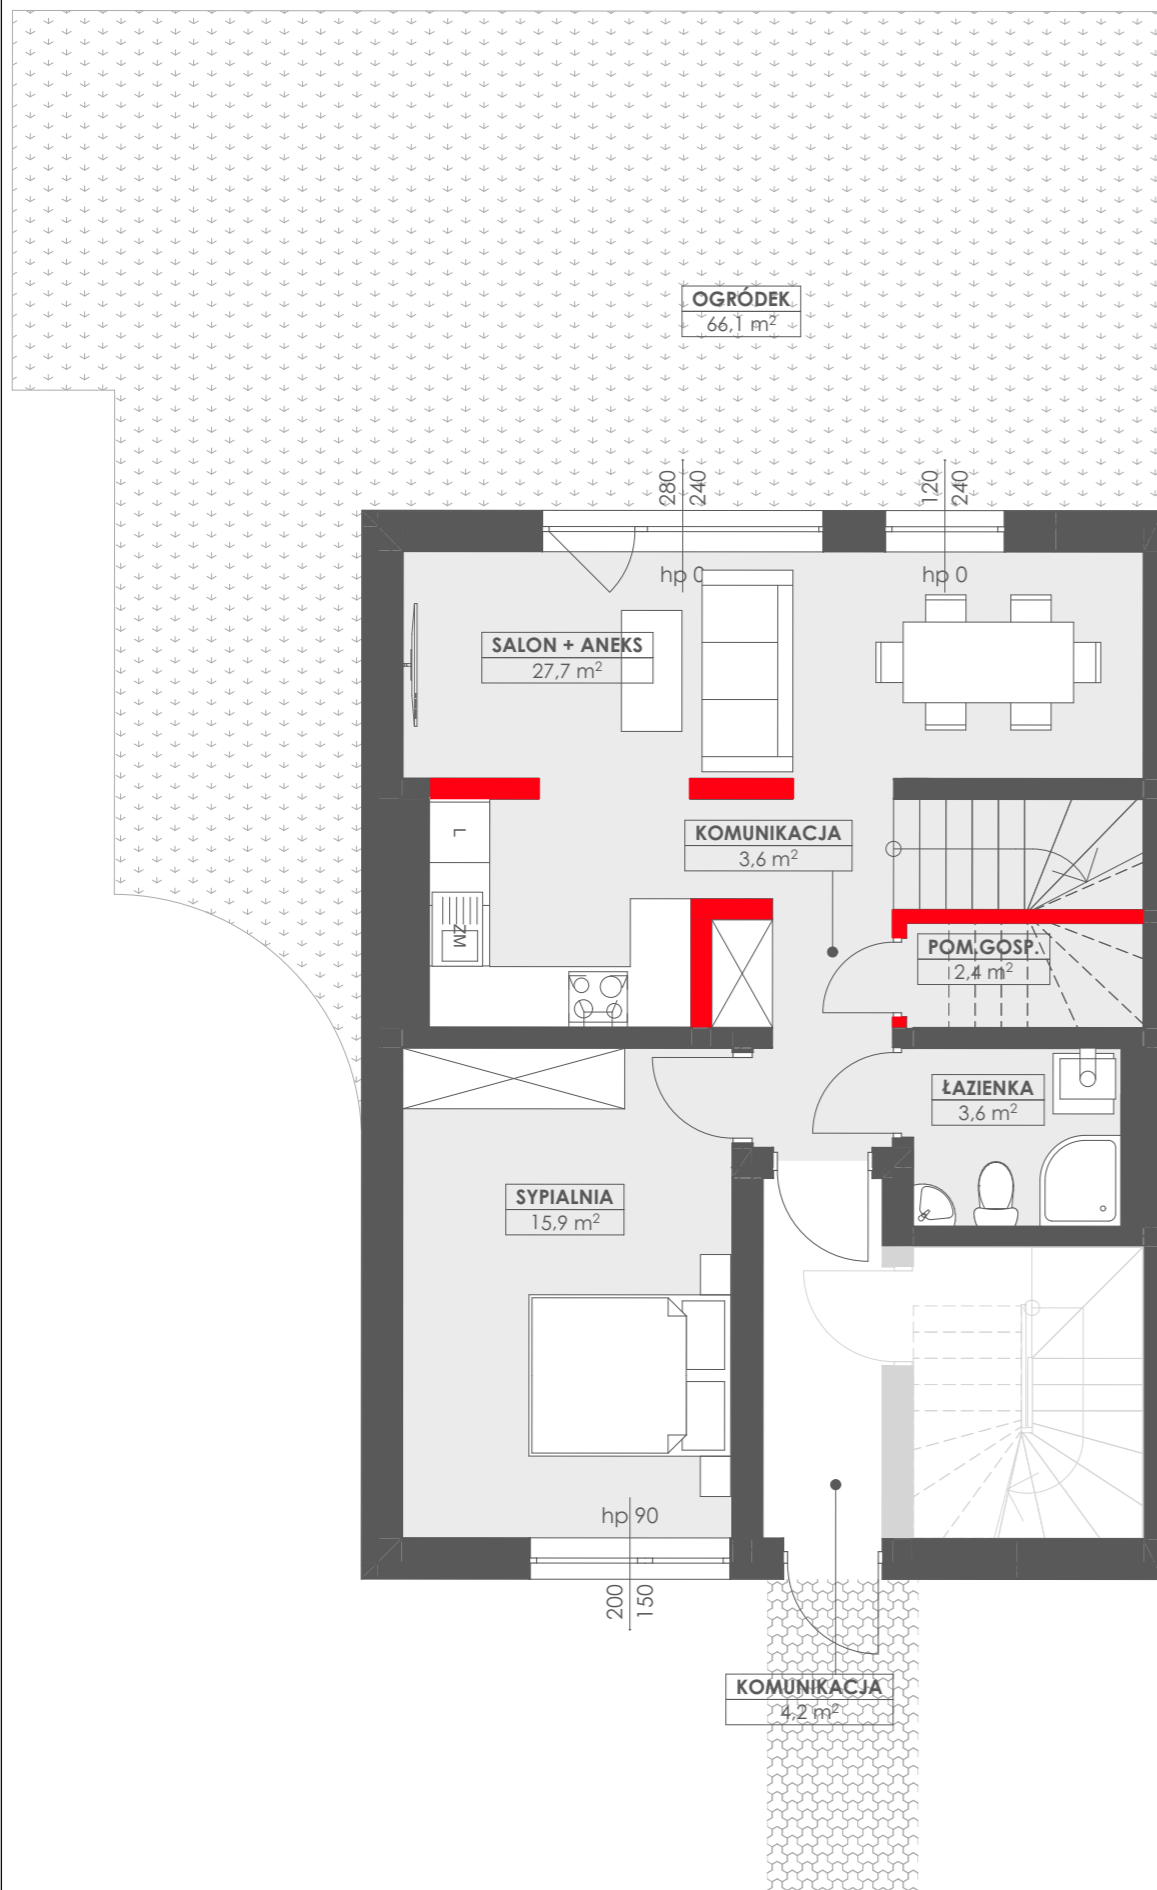 OGRÓDEK
66,1 m²
280
240
120
240
hp 0
hp 0
SALON + ANEKS
27,7 m²
KOMUNIKACJA
3,6 m²
L
ZM
POM.GOSP.
2,4 m²
ŁAZIENKA
3,6 m²
SYPIALNIA
15,9 m²
hp 90
200
150
KOMUNIKACJA
4,2 m²